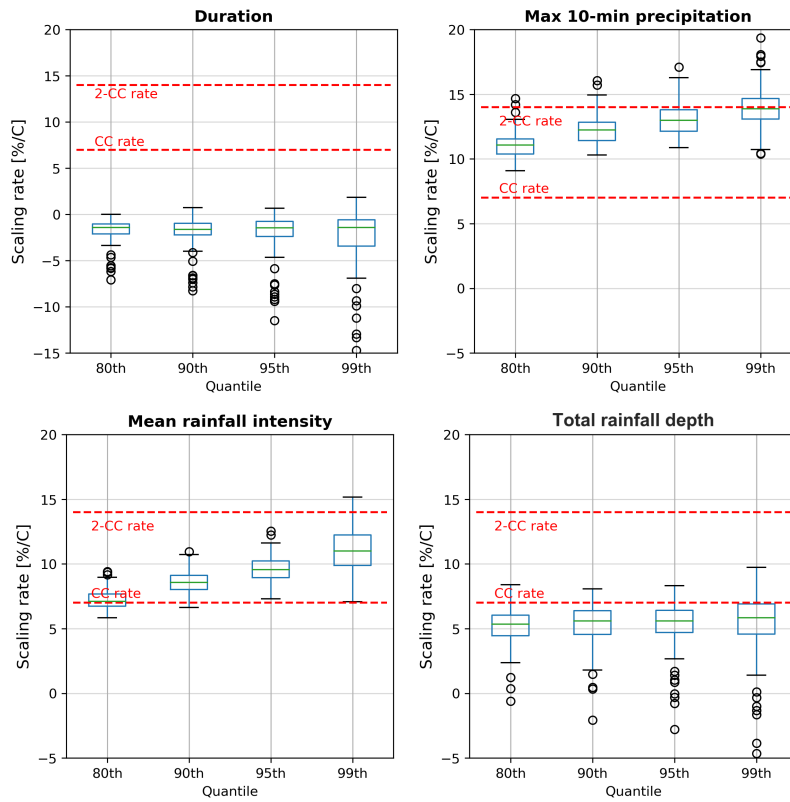 Duration
20
15
2-CC rate
10
CC rate
5
0
−5
−10
−15
Scaling rate [%/C]
80th 90th 95th 99th
Quantile
Max 10-min precipitation
20
15
2-CC rate
10
CC rate
5
0
−5
Scaling rate [%/C]
80th 90th 95th 99th
Quantile
Mean rainfall intensity
20
15
2-CC rate
10
CC rate
5
0
−5
Scaling rate [%/C]
80th 90th 95th 99th
Quantile
Total rainfall depth
20
15
2-CC rate
10
CC rate
5
0
−5
Scaling rate [%/C]
80th 90th 95th 99th
Quantile